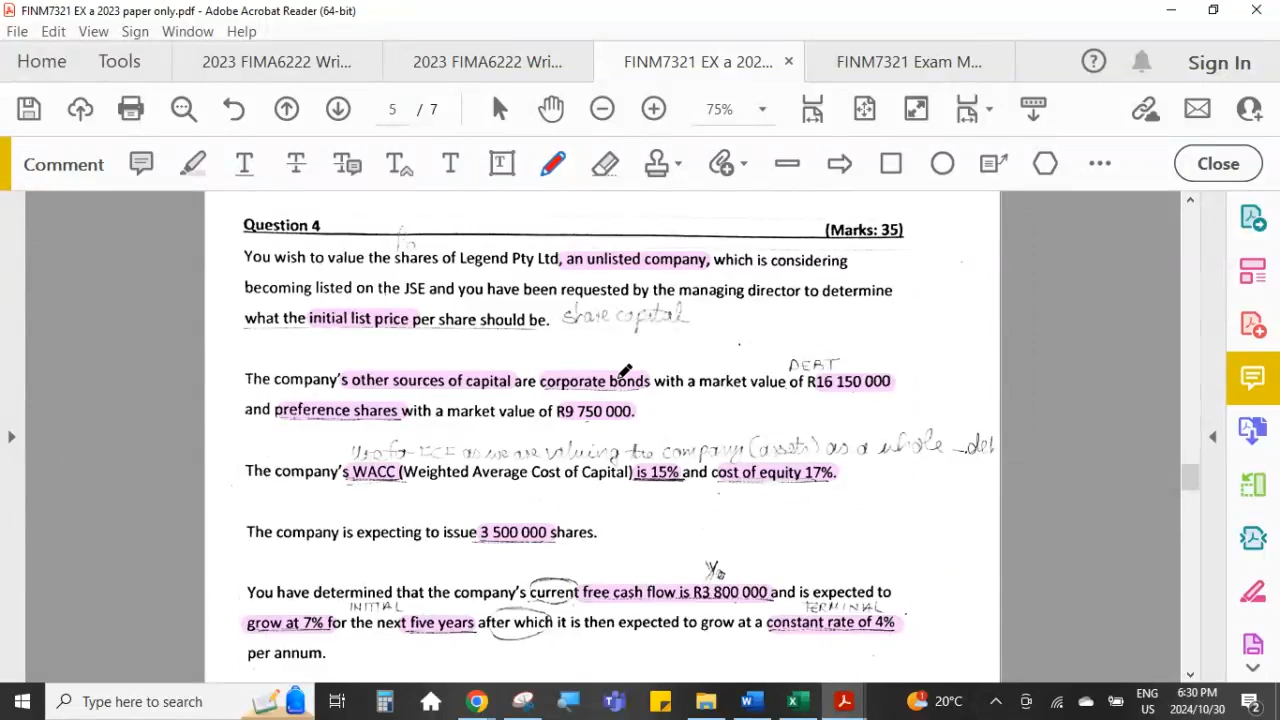 FINM7321 EX a 2023 paper only.pdf - Adobe Acrobat Reader (64-bit)
File Edit View Sign Window Help
Home Tools 2023 FIMA6222 Wri... 2023 FIMA6222 Wri... FINM7321 EX a 202... FINM7321 Exam M... Sign In
5 / 7 75%
Comment Close
Question 4 (Marks: 35)
You wish to value the shares of Legend Pty Ltd, an unlisted company, which is considering
becoming listed on the JSE and you have been requested by the managing director to determine
what the initial list price per share should be. share capital
DEBT
The company's other sources of capital are corporate bonds with a market value of R16 150 000
and preference shares with a market value of R9 750 000.
as we are valuing the company (assets) as a whole
The company's WACC (Weighted Average Cost of Capital) is 15% and cost of equity 17%.
The company is expecting to issue 3 500 000 shares.
You have determined that the company's current free cash flow is R3 800 000 and is expected to
INITIAL TERMINAL
grow at 7% for the next five years after which it is then expected to grow at a constant rate of 4%
per annum.
Type here to search 20°C ENG US 6:30 PM 2024/10/30 2